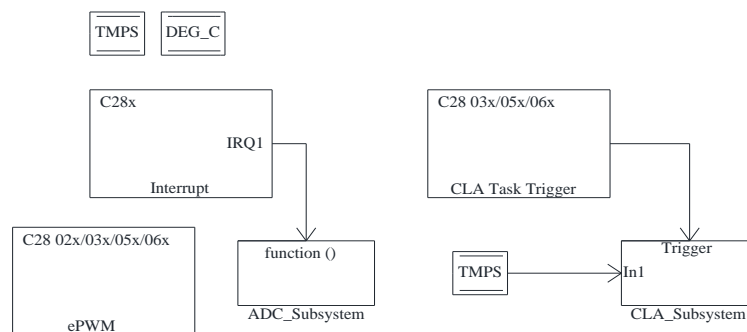 TMPS
DEG_C
C28x
IRQ1
Interrupt
C28 03x/05x/06x
CLA Task Trigger
C28 02x/03x/05x/06x
ePWM
function ()
ADC_Subsystem
TMPS
Trigger
In1
CLA_Subsystem